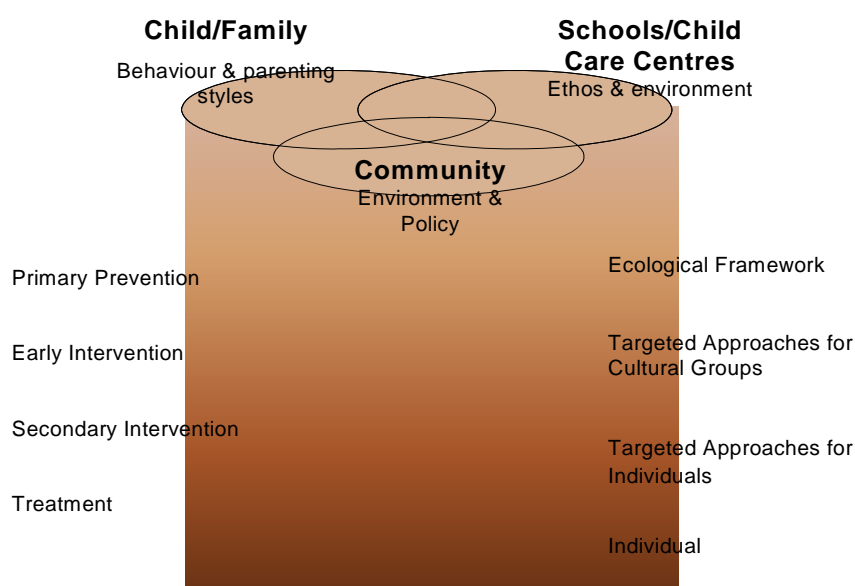 Child/Family
Behaviour & parenting
styles
Schools/Child
Care Centres
Ethos & environment
Community
Environment &
Policy
Primary Prevention
Early Intervention
Secondary Intervention
Treatment
Ecological Framework
Targeted Approaches for
Cultural Groups
Targeted Approaches for
Individuals
Individual